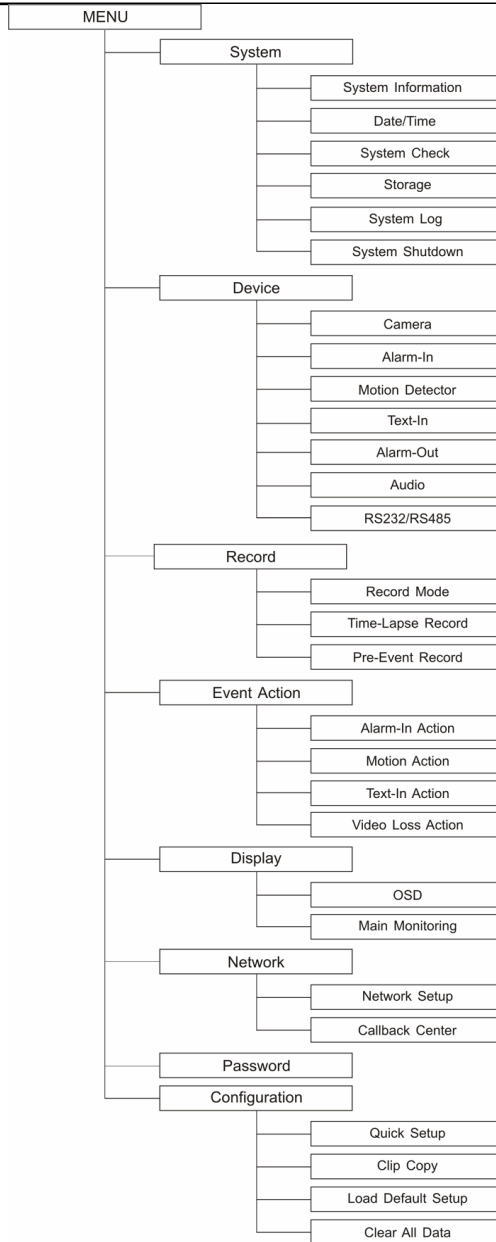 MENU
System
System Information
Date/Time
System Check
Storage
System Log
System Shutdown
Device
Camera
Alarm-In
Motion Detector
Text-In
Alarm-Out
Audio
RS232/RS485
Record
Record Mode
Time-Lapse Record
Pre-Event Record
Event Action
Alarm-In Action
Motion Action
Text-In Action
Video Loss Action
Display
OSD
Main Monitoring
Network
Network Setup
Callback Center
Password
Configuration
Quick Setup
Clip Copy
Load Default Setup
Clear All Data